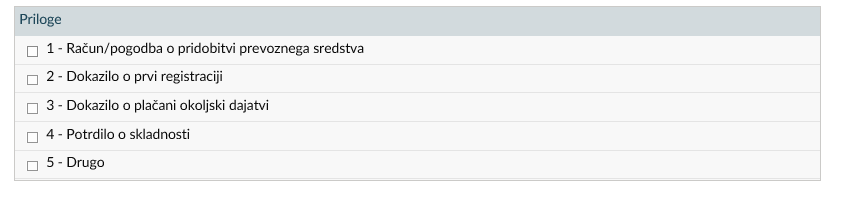 Priloge
1 - Račun/pogodba o pridobitvi prevoznega sredstva
2 - Dokazilo o prvi registraciji
3 - Dokazilo o plačani okoljski dajatvi
4 - Potrdilo o skladnosti
5 - Drugo